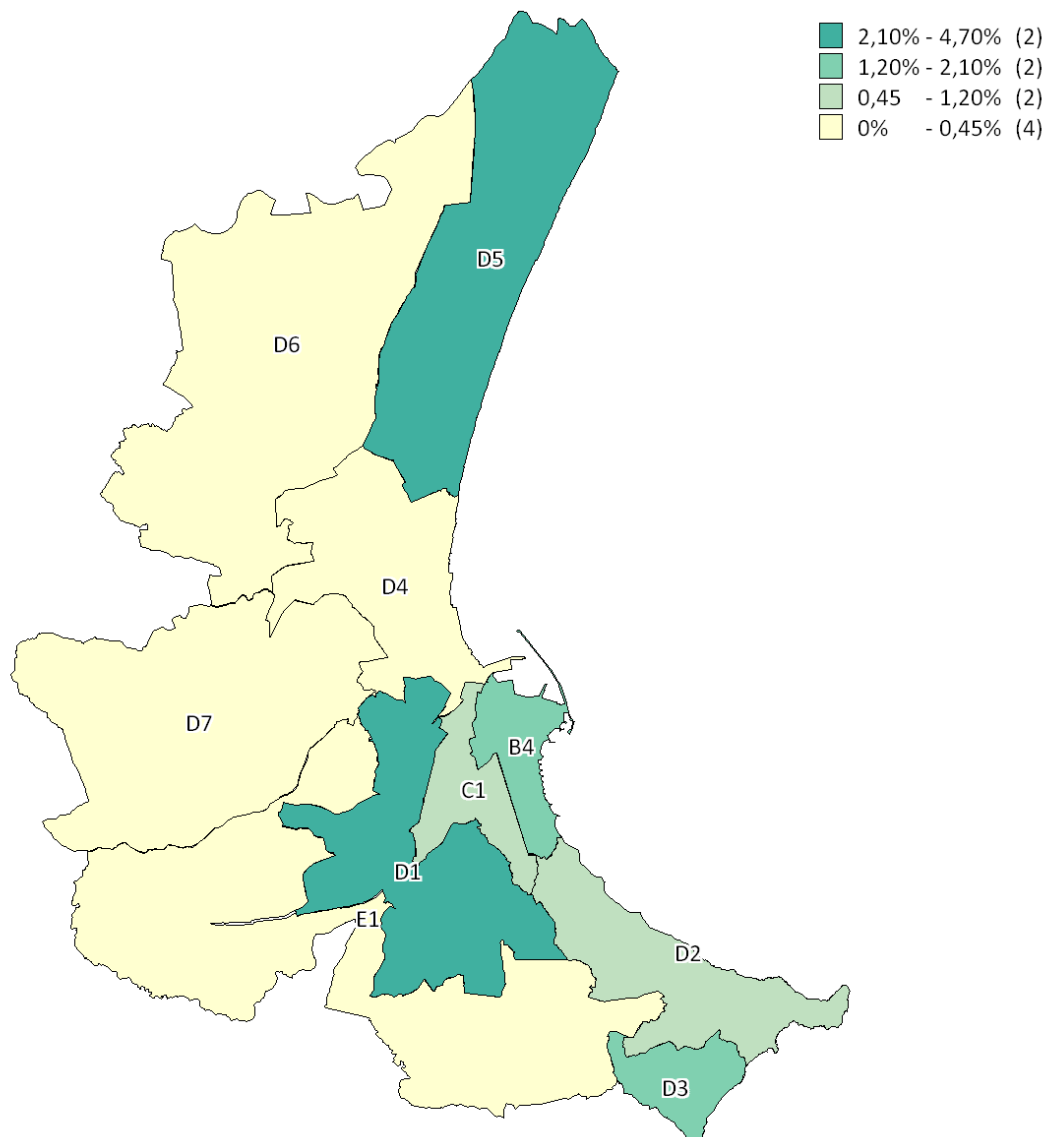 2,10% - 4,70% (2)
1,20% - 2,10% (2)
0,45 - 1,20% (2)
0% - 0,45% (4)
D5
D6
D4
D7
B4
C1
D1
E1
D2
D3